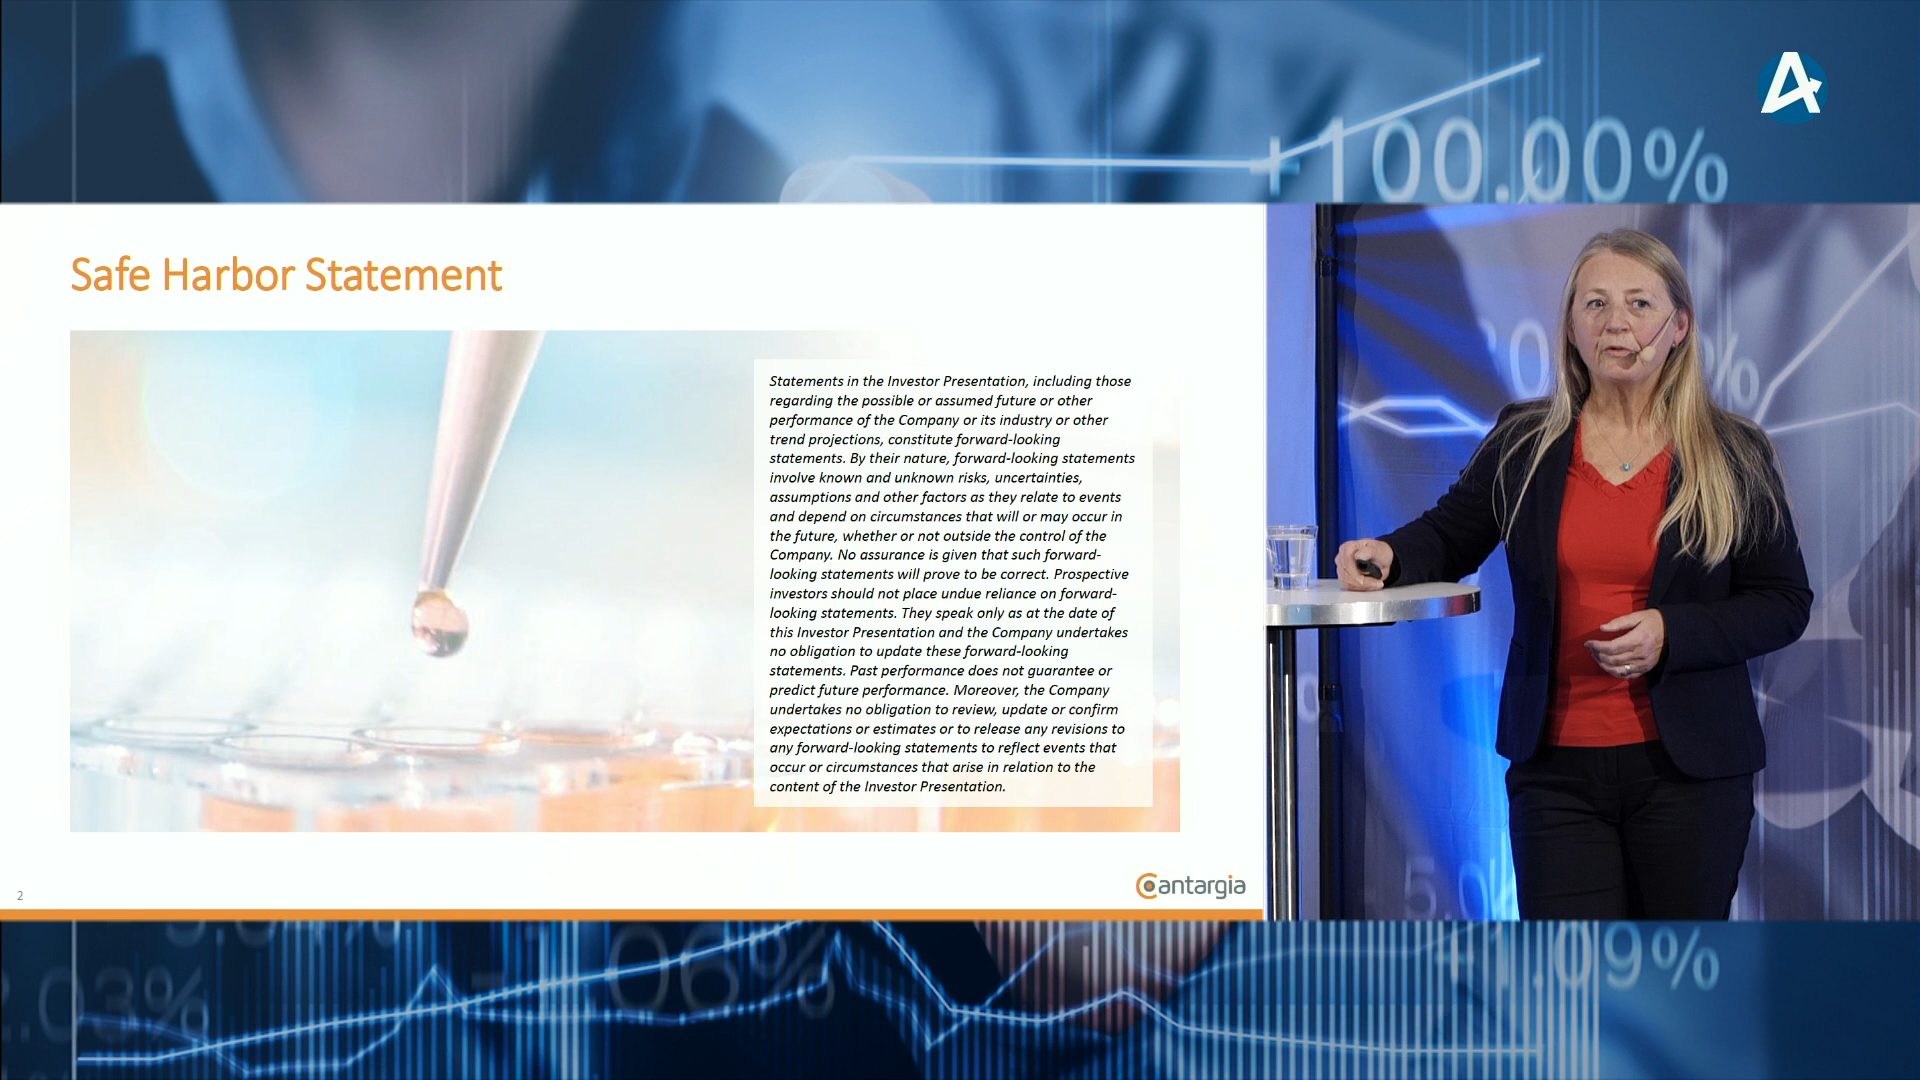 +100.00%
Safe Harbor Statement
Statements in the Investor Presentation, including those
regarding the possible or assumed future or other
performance of the Company or its industry or other
trend projections, constitute forward-looking
statements. By their nature, forward-looking statements
involve known and unknown risks, uncertainties,
assumptions and other factors as they relate to events
and depend on circumstances that will or may occur in
the future, whether or not outside the control of the
Company. No assurance is given that such forward-
looking statements will prove to be correct. Prospective
investors should not place undue reliance on forward-
looking statements. They speak only as at the date of
this Investor Presentation and the Company undertakes
no obligation to update these forward-looking
statements. Past performance does not guarantee or
predict future performance. Moreover, the Company
undertakes no obligation to review, update or confirm
expectations or estimates or to release any revisions to
any forward-looking statements to reflect events that
occur or circumstances that arise in relation to the
content of the Investor Presentation.
2
Cantargia